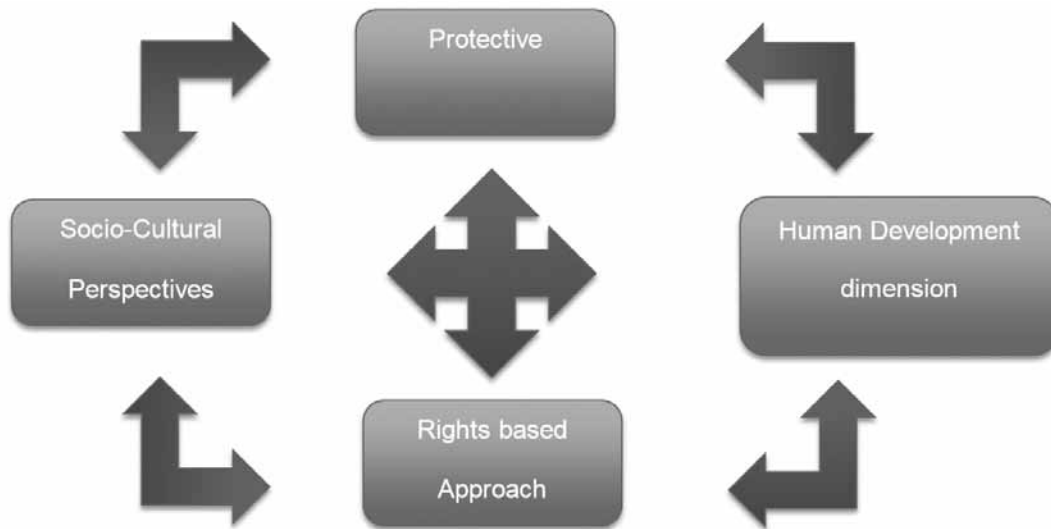 Protective
Socio-Cultural
Perspectives
Human Development
dimension
Rights based
Approach